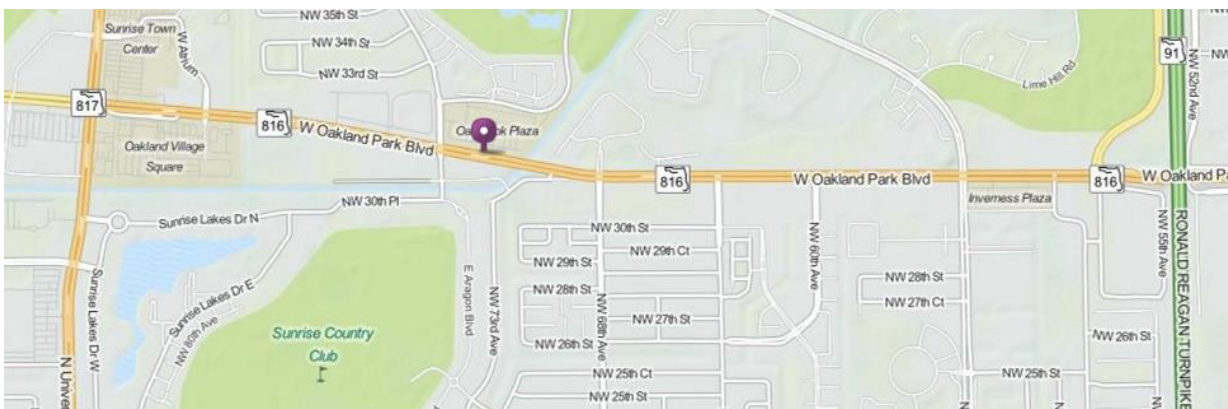 NW 35th St
Sunrise Town
Center
W Atrium
NW 34th St
NW 33rd St
91
NW 52nd Ave
Lime Hill Rd
817
816
W Oakland Park Blvd
Plaza
Oakland Village
Square
816
W Oakland Park Blvd
816
W Oakland
Inverness Plaza
NW 30th Pl
Sunrise Lakes Dr N
NW 30th St
NW 29th Ct
NW 29th St
NW 28th St
NW 27th St
NW 26th St
NW 25th Ct
NW 25th St
NW 68th Ave
NW 60th Ave
NW 28th St
NW 27th Ct
NW 55th Ave
NW 26th St
NW 25th St
RONALD REAGAN TURNPIKE
Sunrise Lakes Dr E
NW 80th Ave
Sunrise Lakes Dr W
N Univer
E Aragon Blvd
NW 73rd Ave
Sunrise Country
Club